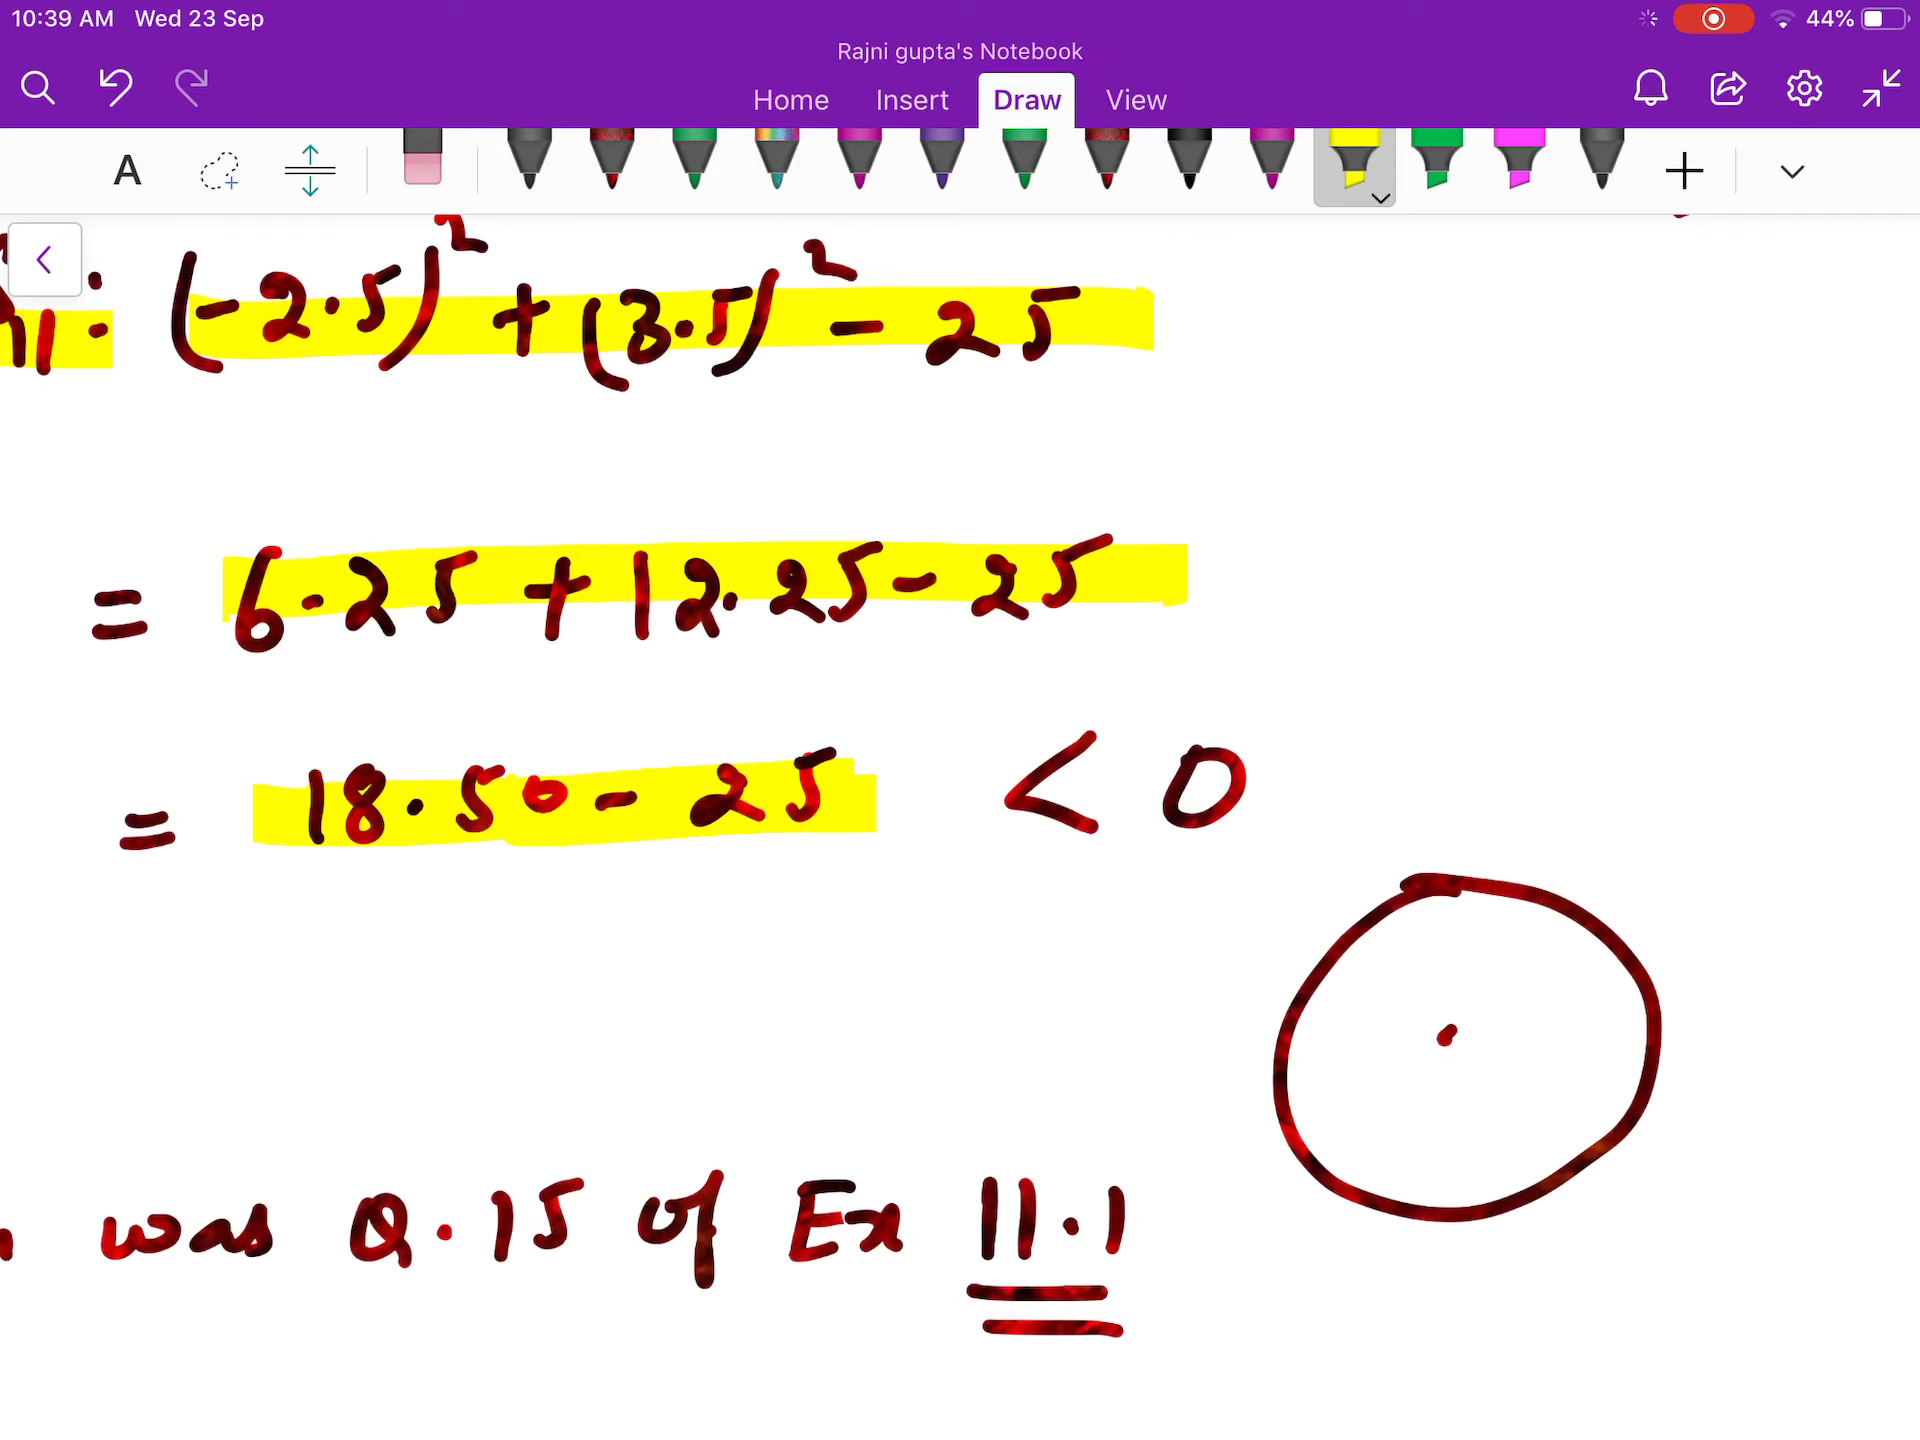 10:39 AM Wed 23 Sep
44%
Rajni gupta's Notebook
Home Insert Draw View
A
(-2.5)² + (3.5)² - 25
= 6.25 + 12.25 - 25
= 18.50 - 25 < 0
was Q.15 of Ex 11.1